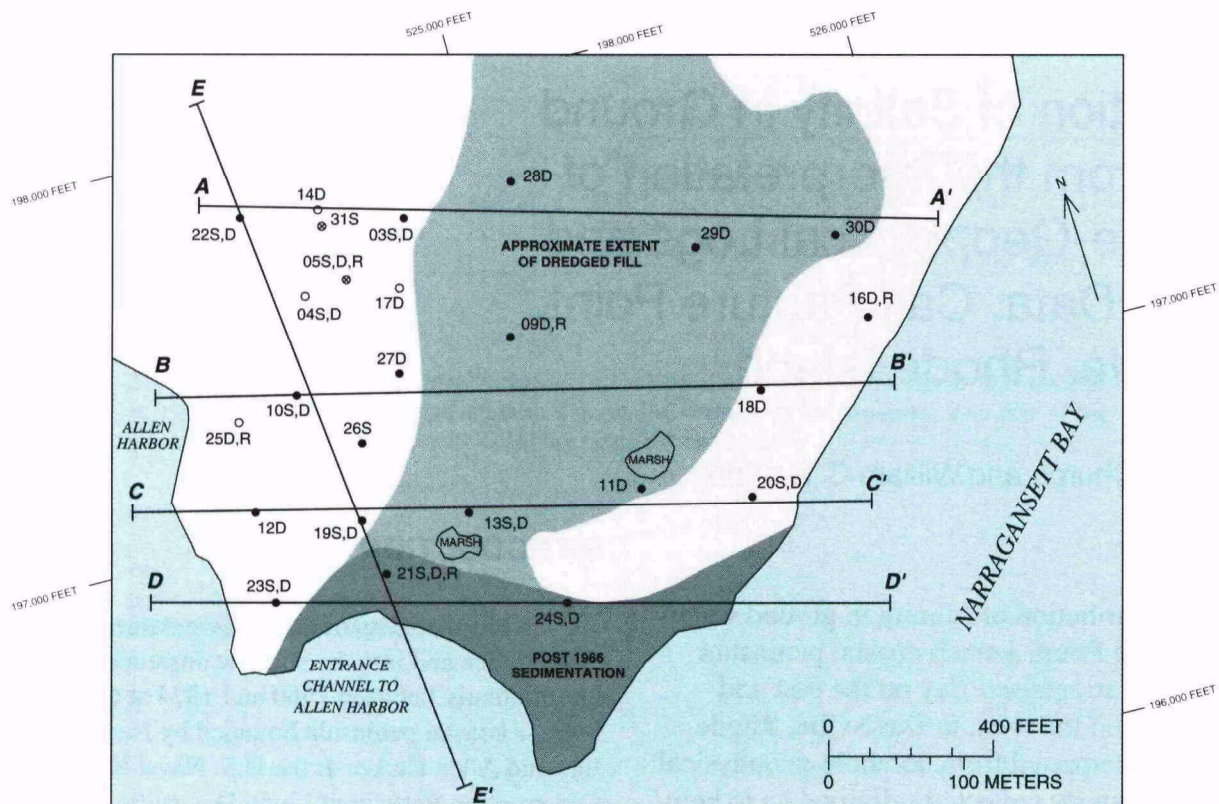 525,000 FEET
198,000 FEET
526,000 FEET
E
N
28D
198,000 FEET
A
14D
A'
31S
22S,D
03S,D
30D
29D
APPROXIMATE EXTENT
OF DREDGED FILL
05S,D,R
17D
04S,D
16D,R
197,000 FEET
09D,R
27D
B
B'
10S,D
18D
ALLEN
HARBOR
25D,R
26S
MARSH
NARRAGANSETT BAY
11D
20S,D
C
C'
12D
19S,D
13S,D
MARSH
21S,D,R
23S,D
D
D'
197,000 FEET
24S,D
POST 1966
SEDIMENTATION
ENTRANCE
CHANNEL TO
ALLEN HARBOR
196,000 FEET
0 400 FEET
0 100 METERS
E'